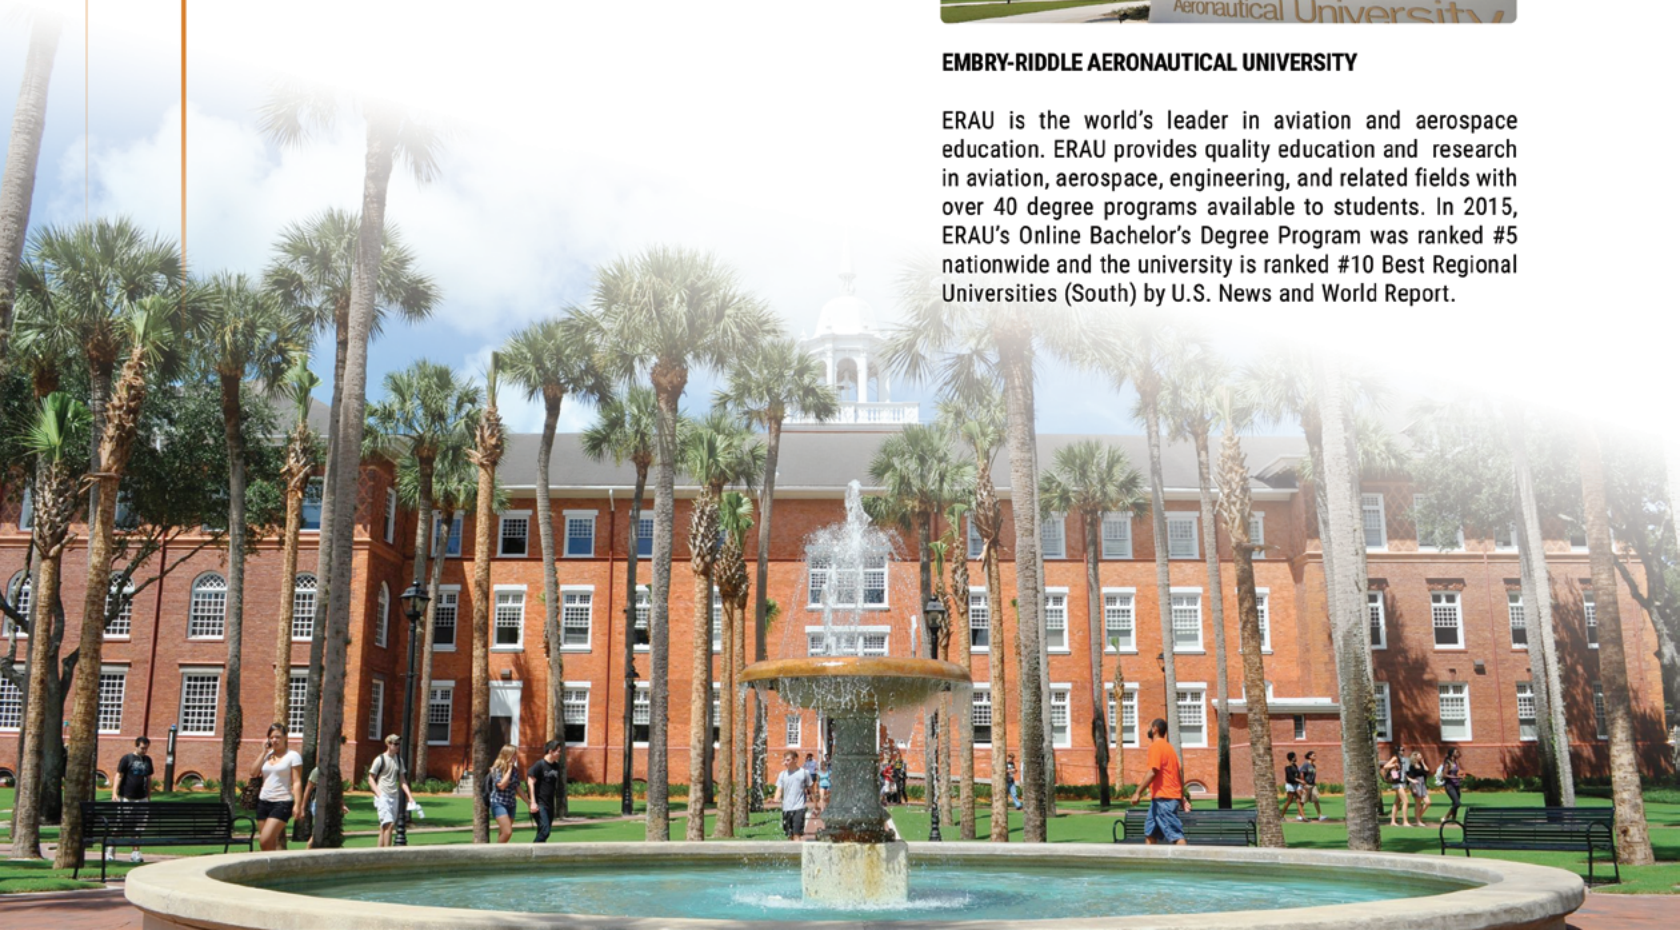 Aeronautical University
EMBRY-RIDDLE AERONAUTICAL UNIVERSITY
ERAU is the world's leader in aviation and aerospace
education. ERAU provides quality education and research
in aviation, aerospace, engineering, and related fields with
over 40 degree programs available to students. In 2015,
ERAU's Online Bachelor's Degree Program was ranked #5
nationwide and the university is ranked #10 Best Regional
Universities (South) by U.S. News and World Report.